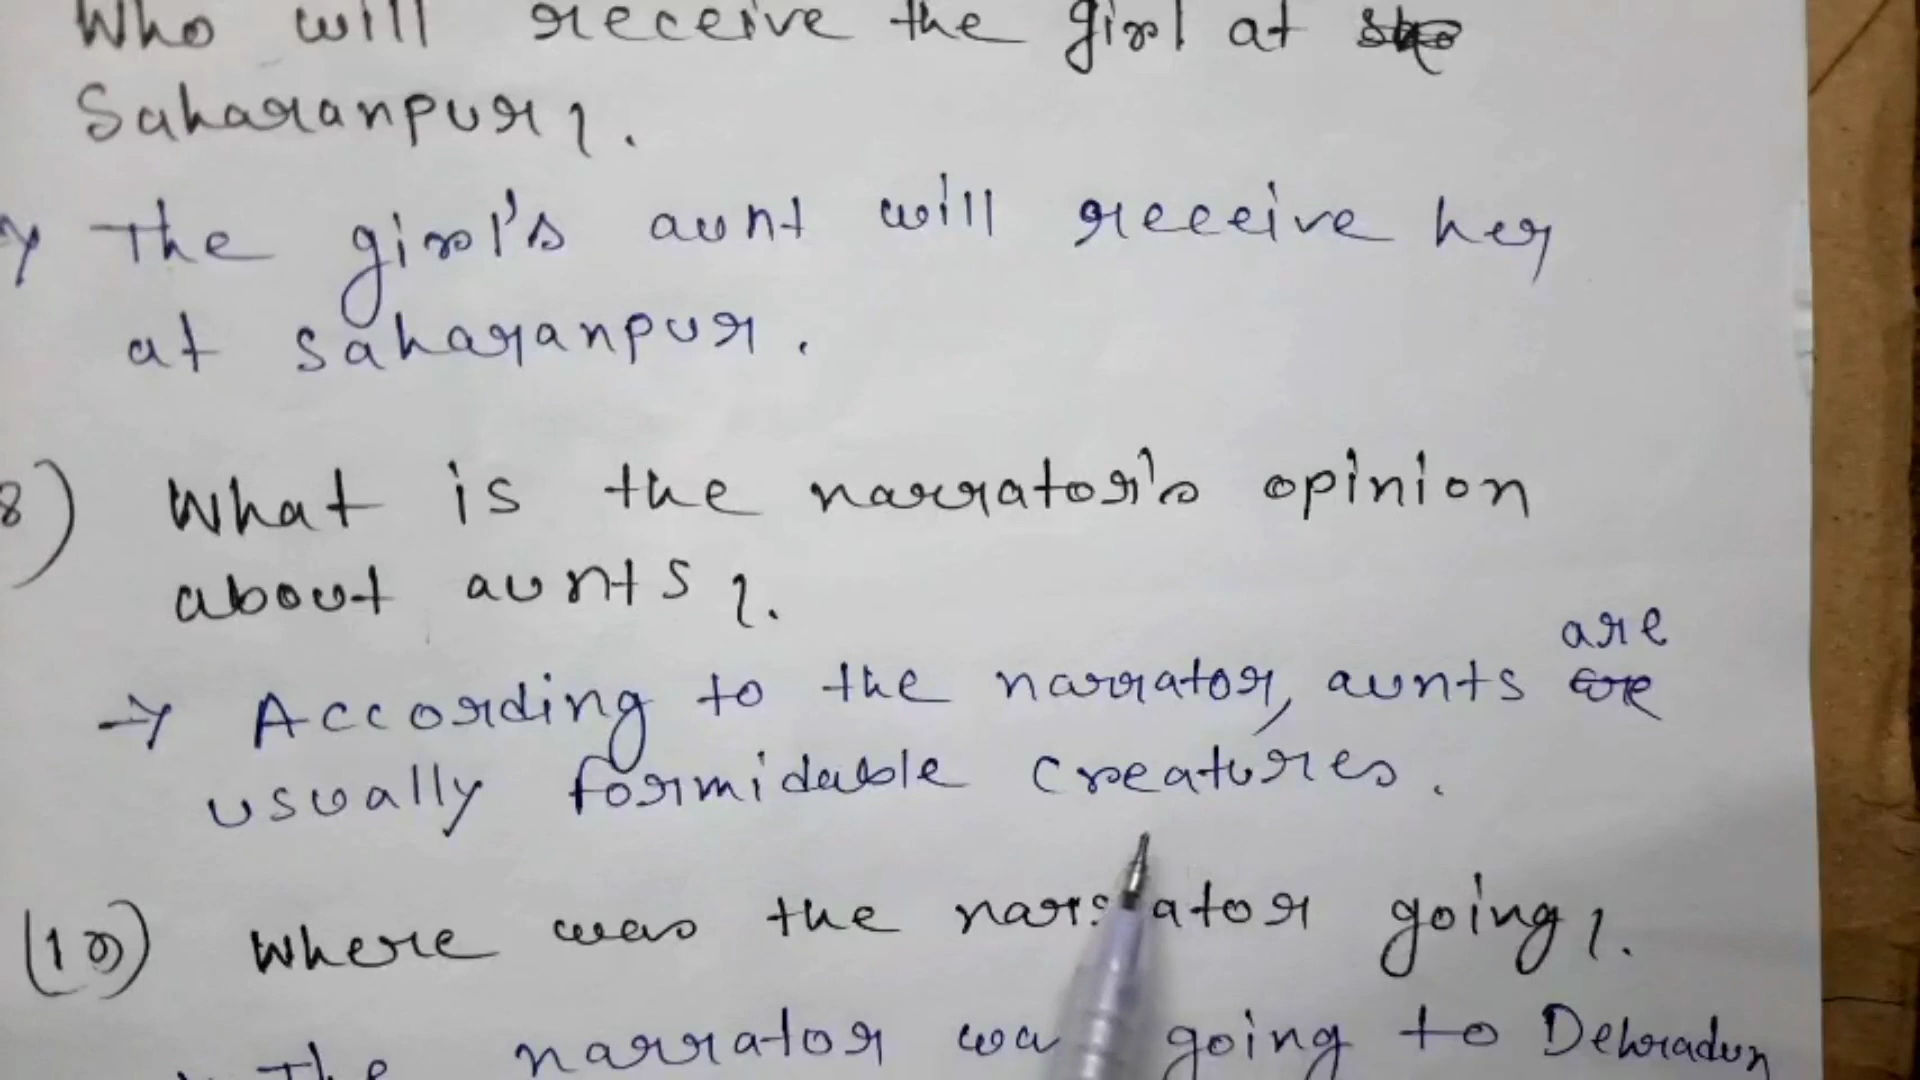 Who will receive the girl at
Saharanpur?
→ The girl's aunt will receive her
at saharanpur.
8) What is the narrator's opinion
about aunts?
are
→ According to the narrator, aunts
usually formidable creatures.
(10) Where was the narrator going?
The narrator wa going to Dehradun